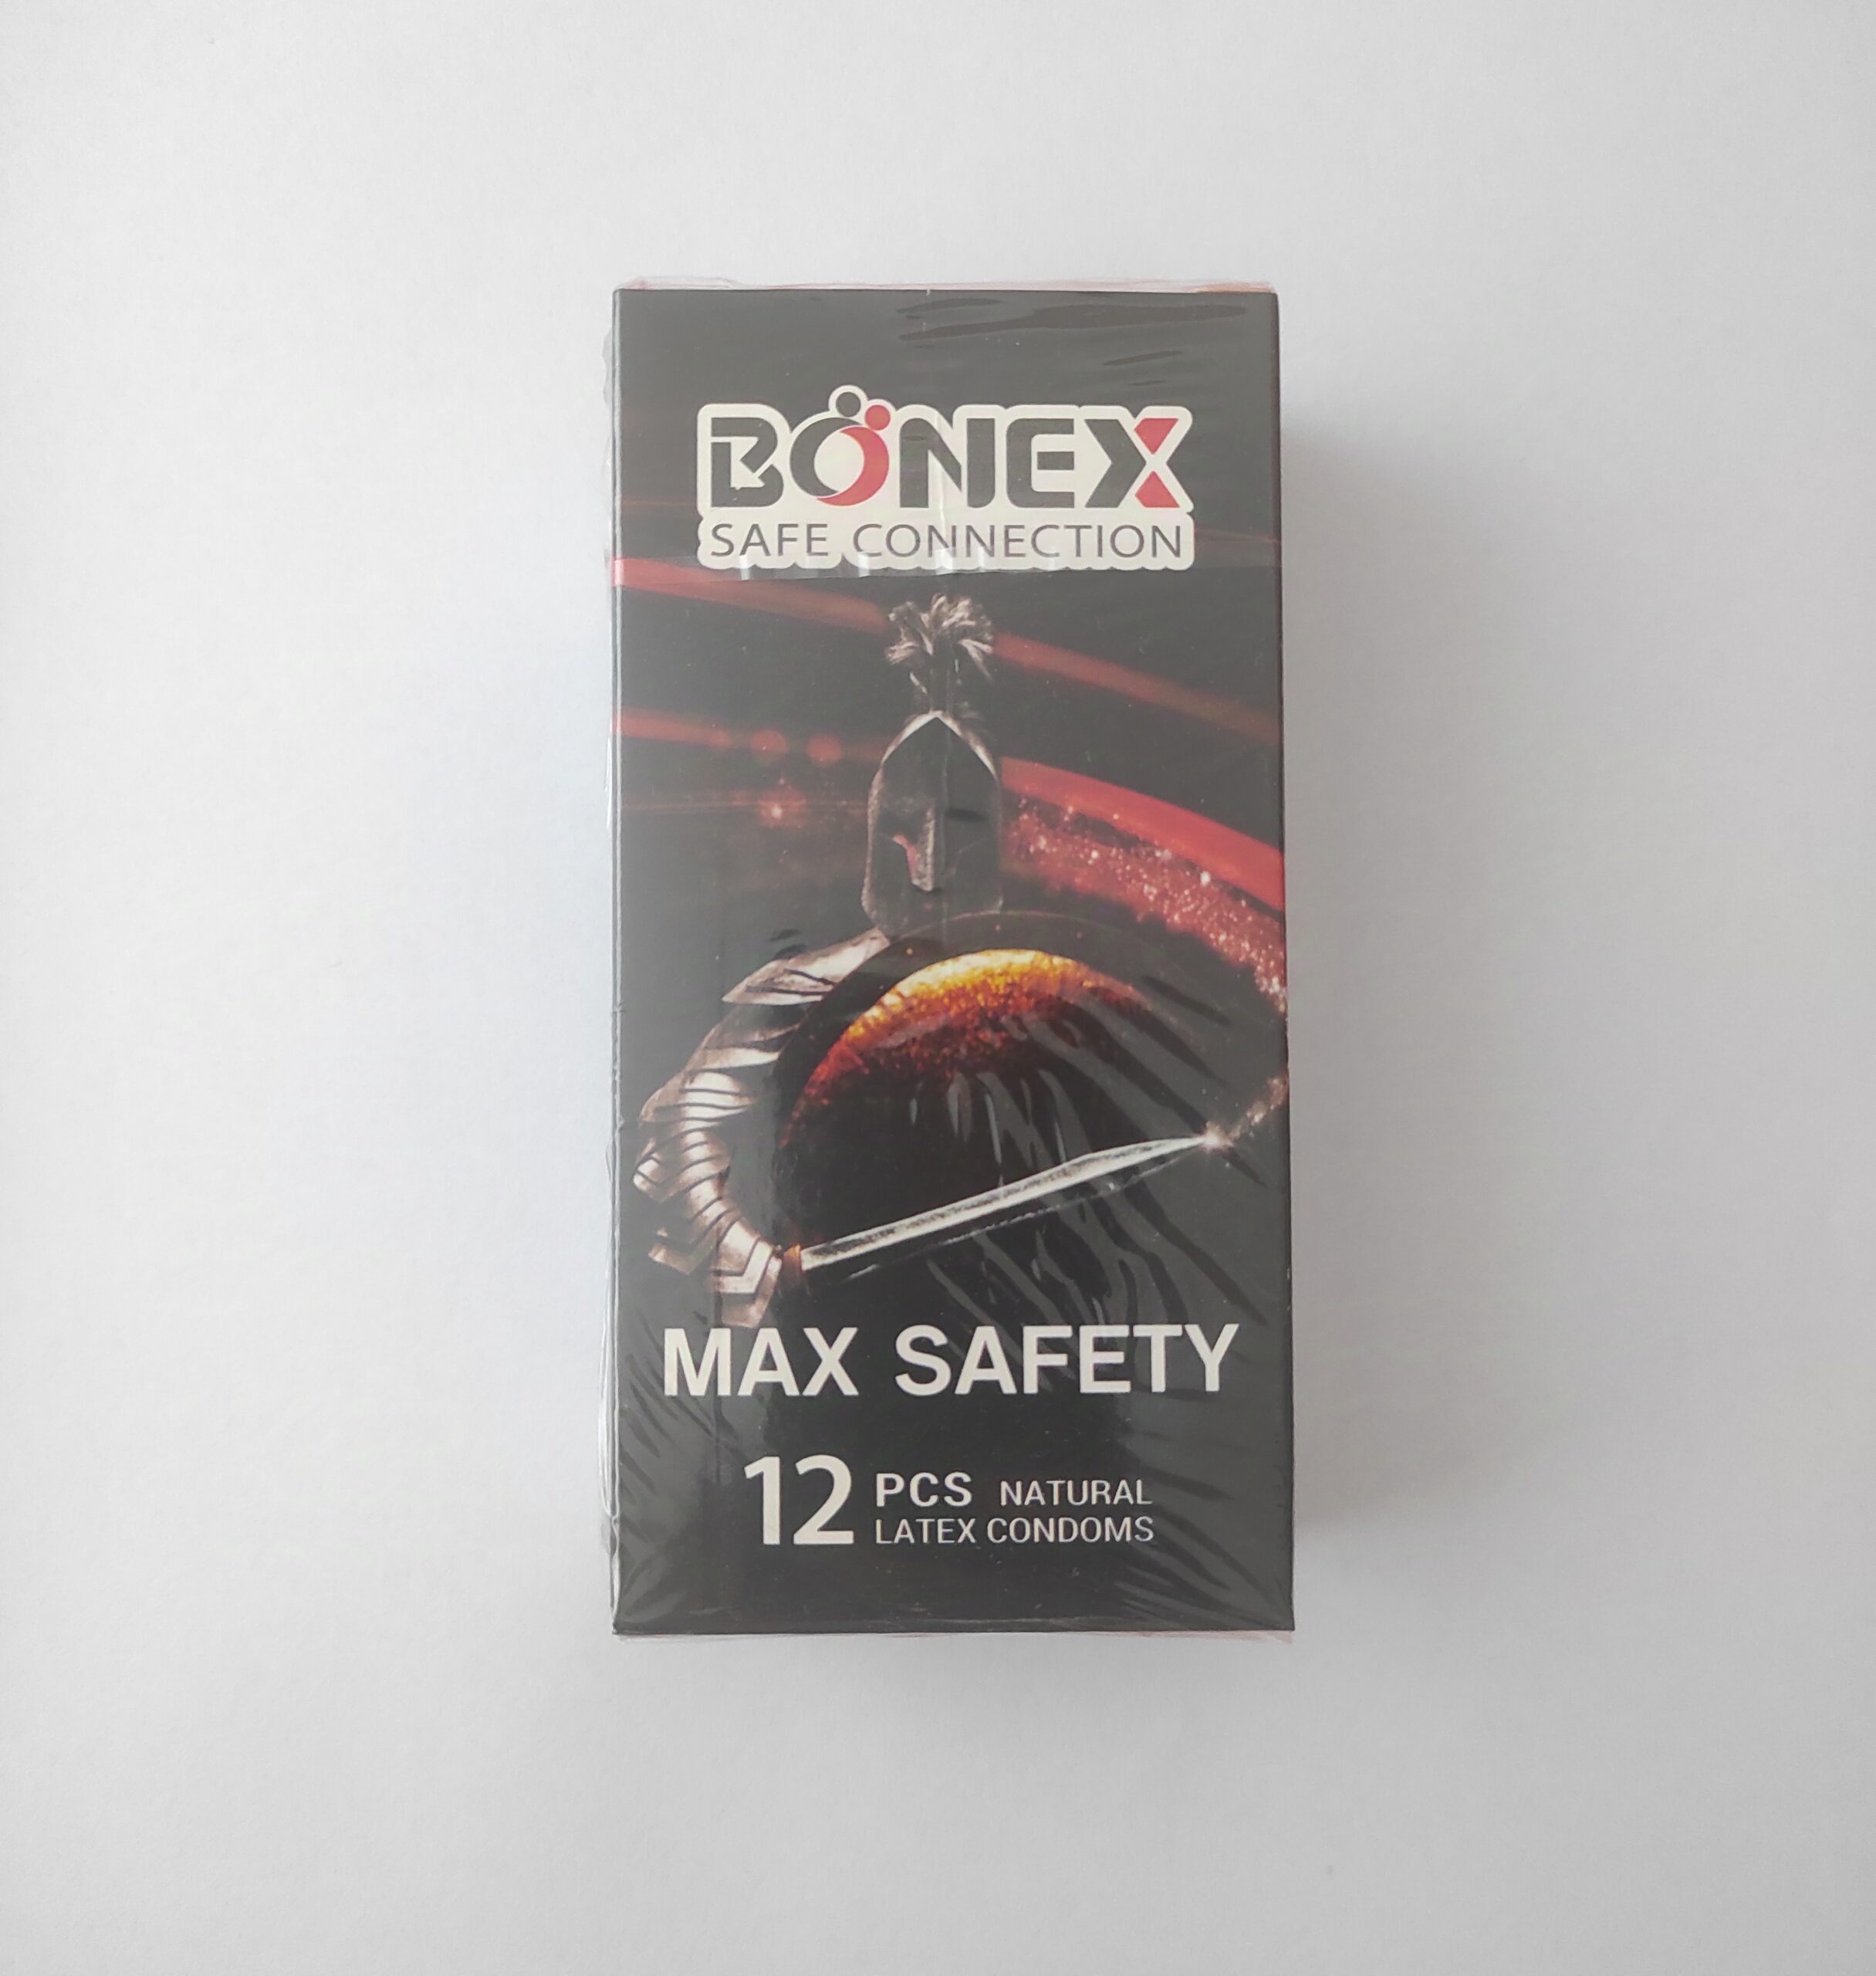 BONEX
SAFE CONNECTION
MAX SAFETY
12 PCS NATURAL
LATEX CONDOMS